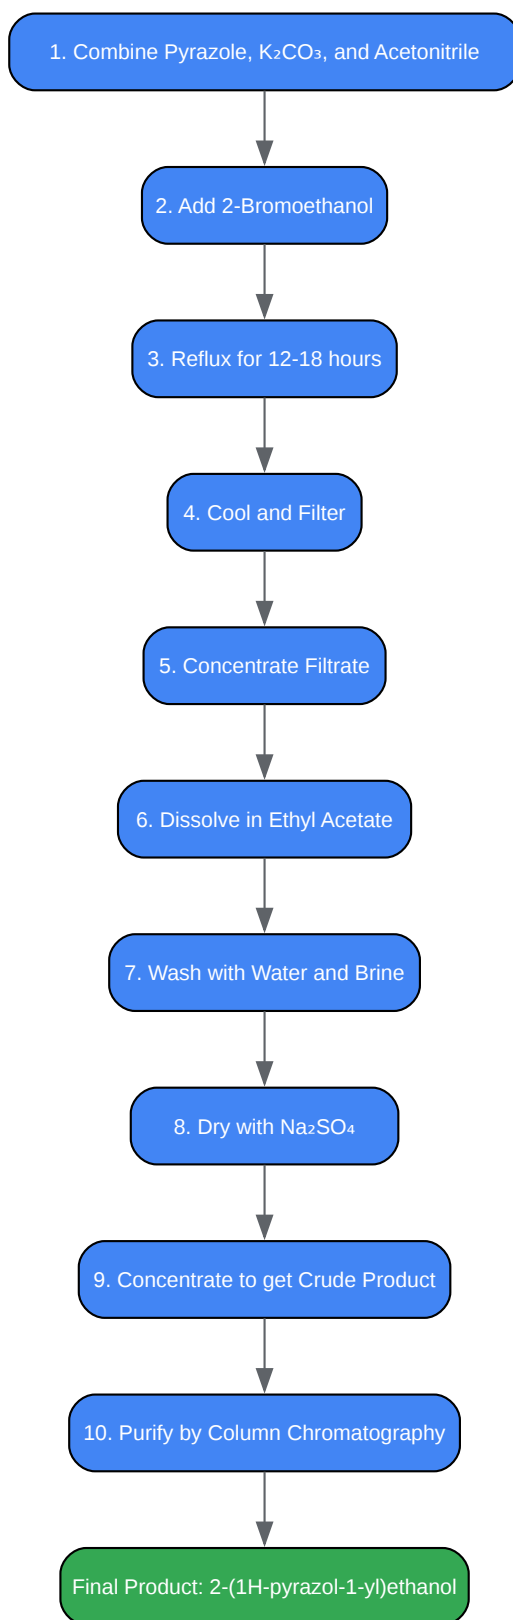 1. Combine Pyrazole, K₂CO₃, and Acetonitrile
2. Add 2-Bromoethanol
3. Reflux for 12-18 hours
4. Cool and Filter
5. Concentrate Filtrate
6. Dissolve in Ethyl Acetate
7. Wash with Water and Brine
8. Dry with Na₂SO₄
9. Concentrate to get Crude Product
10. Purify by Column Chromatography
Final Product: 2-(1H-pyrazol-1-yl)ethanol